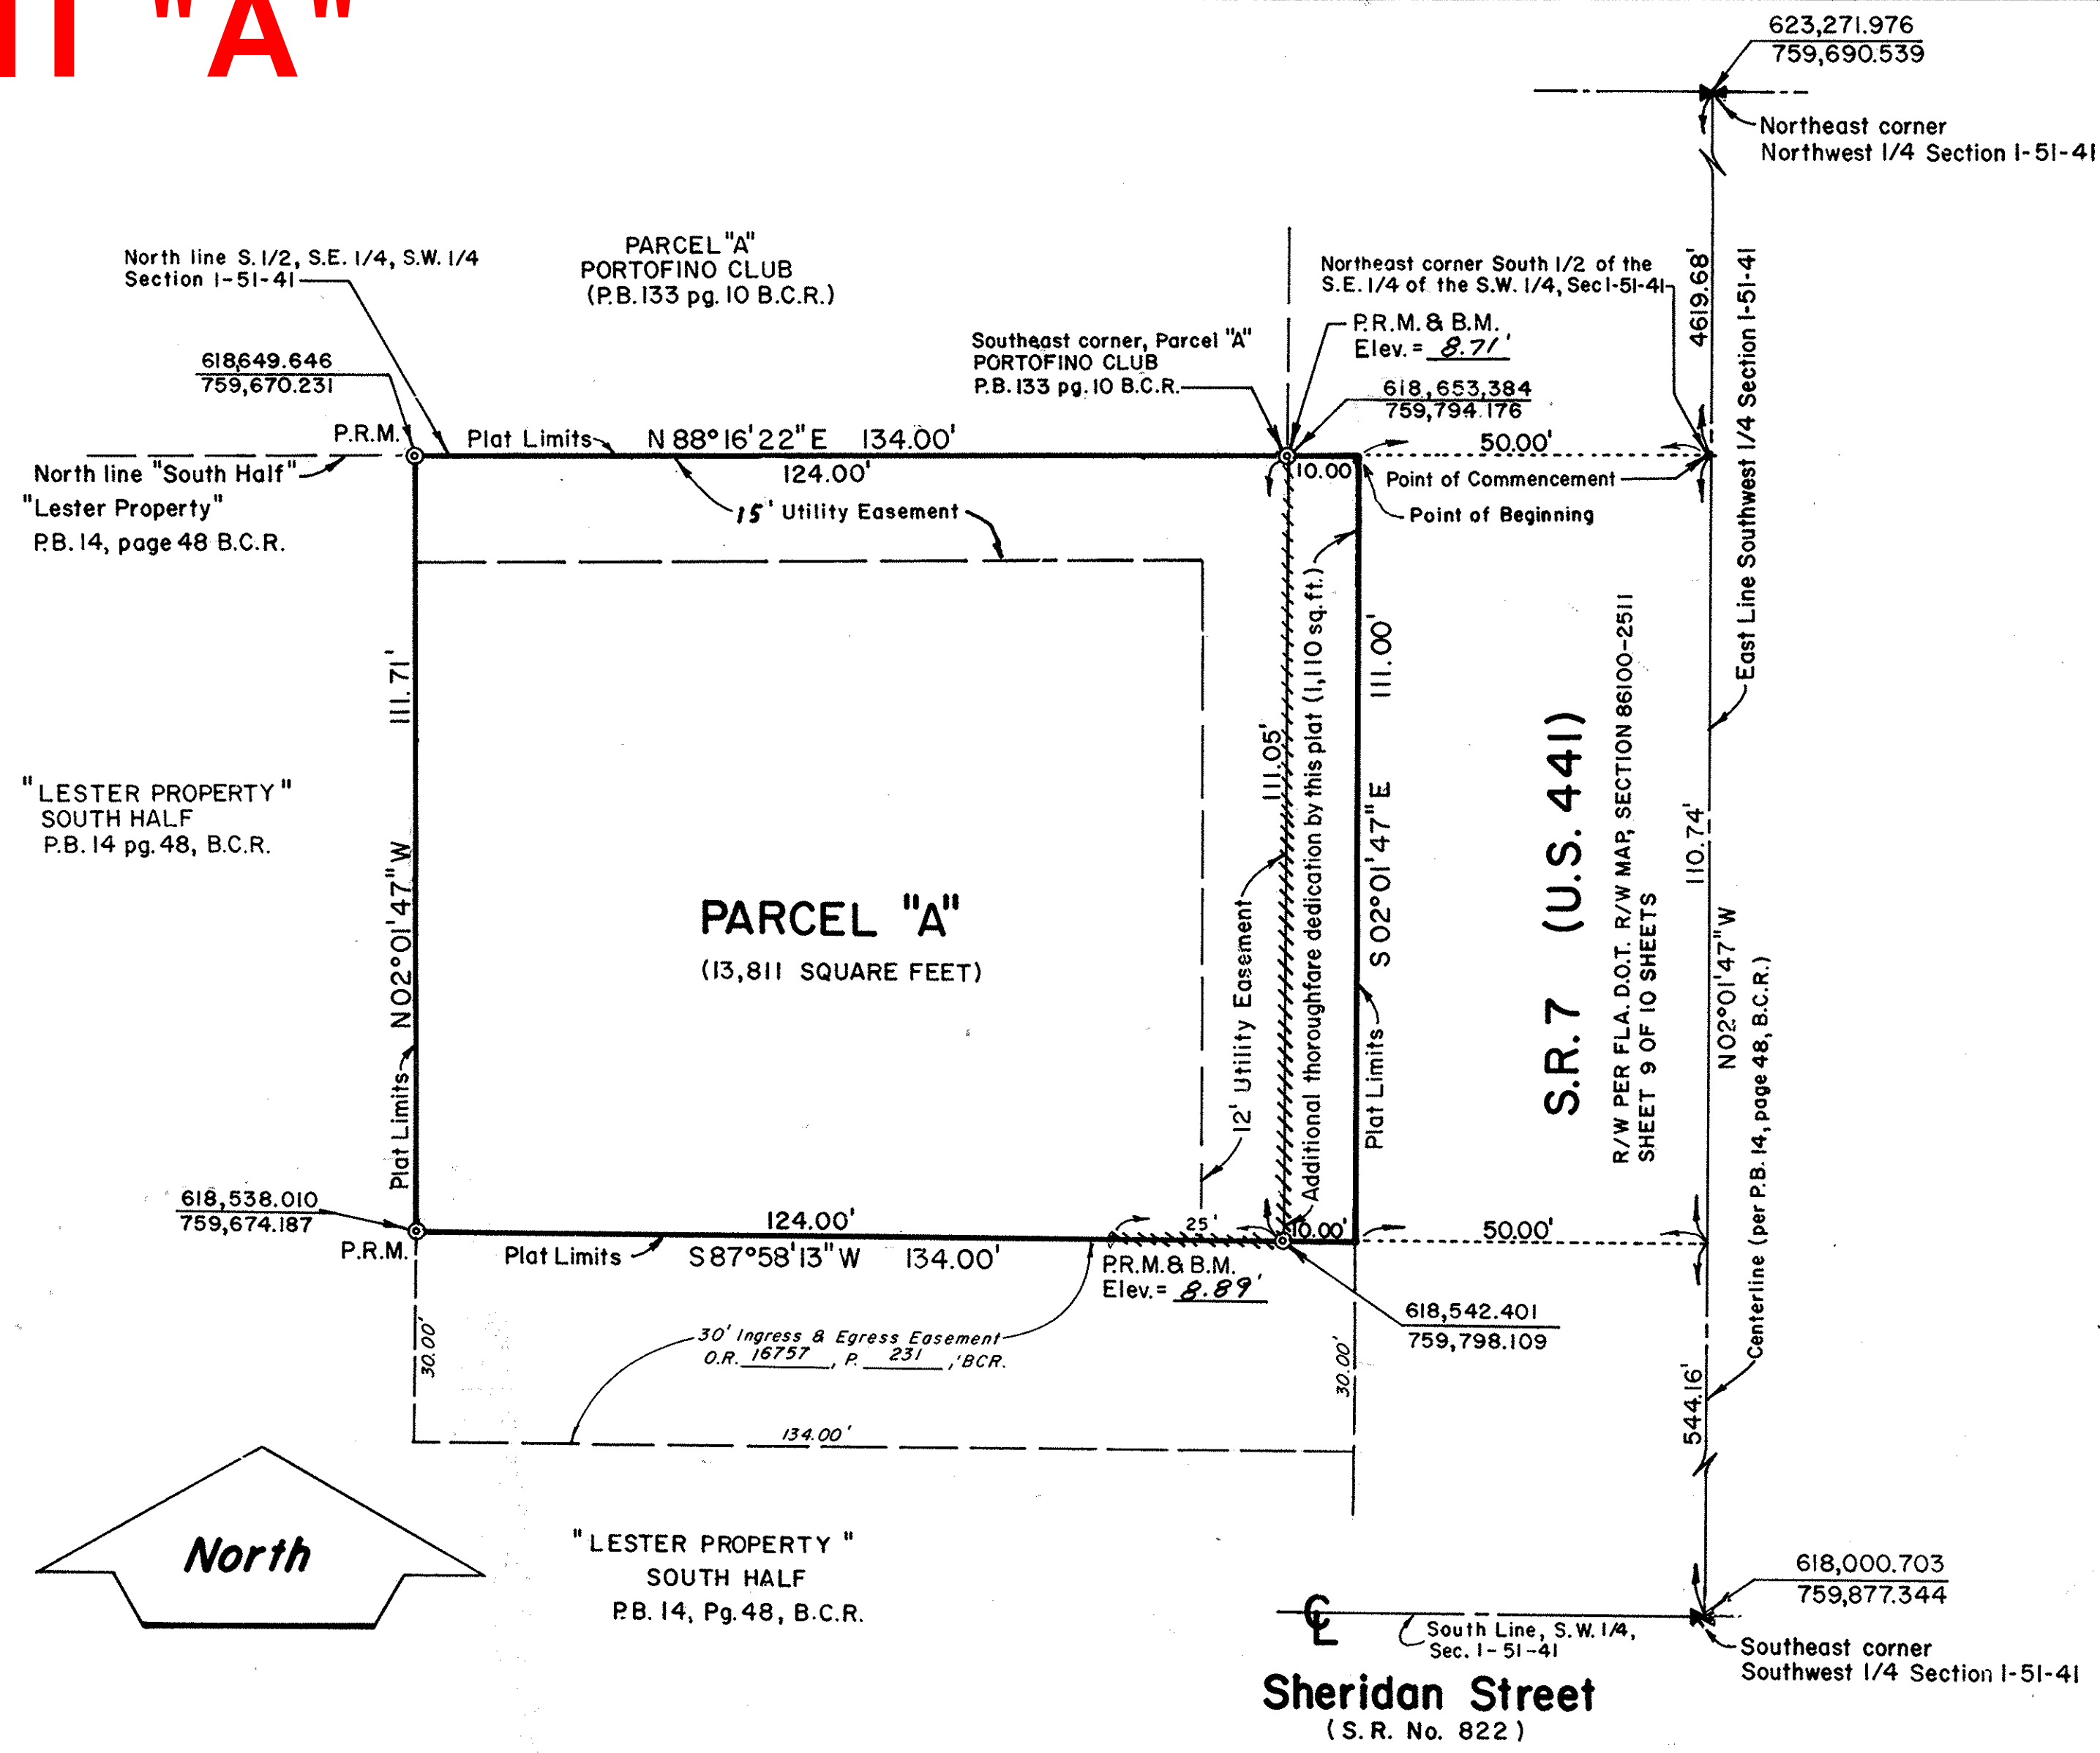 "A"
623,271.976
759,690.539
Northeast corner
Northwest 1/4 Section 1-51-41
North line S. 1/2, S.E. 1/4, S.W. 1/4
Section 1-51-41
PARCEL "A"
PORTOFINO CLUB
(P.B. 133 pg. 10 B.C.R.)
Northeast corner South 1/2 of the
S.E. 1/4 of the S.W. 1/4, Sec 1-51-41
4619.68'
East Line Southwest 1/4 Section 1-51-41
618,649.646
759,670.231
Southeast corner, Parcel "A"
PORTOFINO CLUB
P.B. 133 pg. 10 B.C.R.
P.R.M. & B.M.
Elev. = 8.71'
618,653,384
759,794.176
P.R.M.
Plat Limits
N 88°16'22" E 134.00'
124.00'
10.00
50.00'
North line "South Half"
"Lester Property"
P.B. 14, page 48 B.C.R.
15' Utility Easement
Point of Commencement
Point of Beginning
111.71'
N 02°01'47" W
Plat Limits
"LESTER PROPERTY"
SOUTH HALF
P.B. 14 pg. 48, B.C.R.
PARCEL "A"
(13,811 SQUARE FEET)
12' Utility Easement
111.05'
Additional thoroughfare dedication by this plat (1,110 sq. ft.)
111.00'
S 02°01'47" E
Plat Limits
S.R. 7 (U.S. 441)
R/W PER FLA. D.O.T. R/W MAP, SECTION 86100-2511
SHEET 9 OF 10 SHEETS
110.74'
N 02°01'47" W
Centerline (per P.B. 14, page 48, B.C.R.)
544.16'
618,538.010
759,674.187
P.R.M.
124.00'
Plat Limits
S 87°58'13" W 134.00'
25'
10.00'
50.00'
P.R.M. & B.M.
Elev. = 8.89'
618,542.401
759,798.109
30.00'
30' Ingress & Egress Easement
O.R. 16757, P. 231, BCR.
30.00'
134.00'
North
"LESTER PROPERTY"
SOUTH HALF
P.B. 14, Pg. 48, B.C.R.
618,000.703
759,877.344
CL
South Line, S.W. 1/4,
Sec. 1-51-41
Southeast corner
Southwest 1/4 Section 1-51-41
Sheridan Street
(S.R. No. 822)